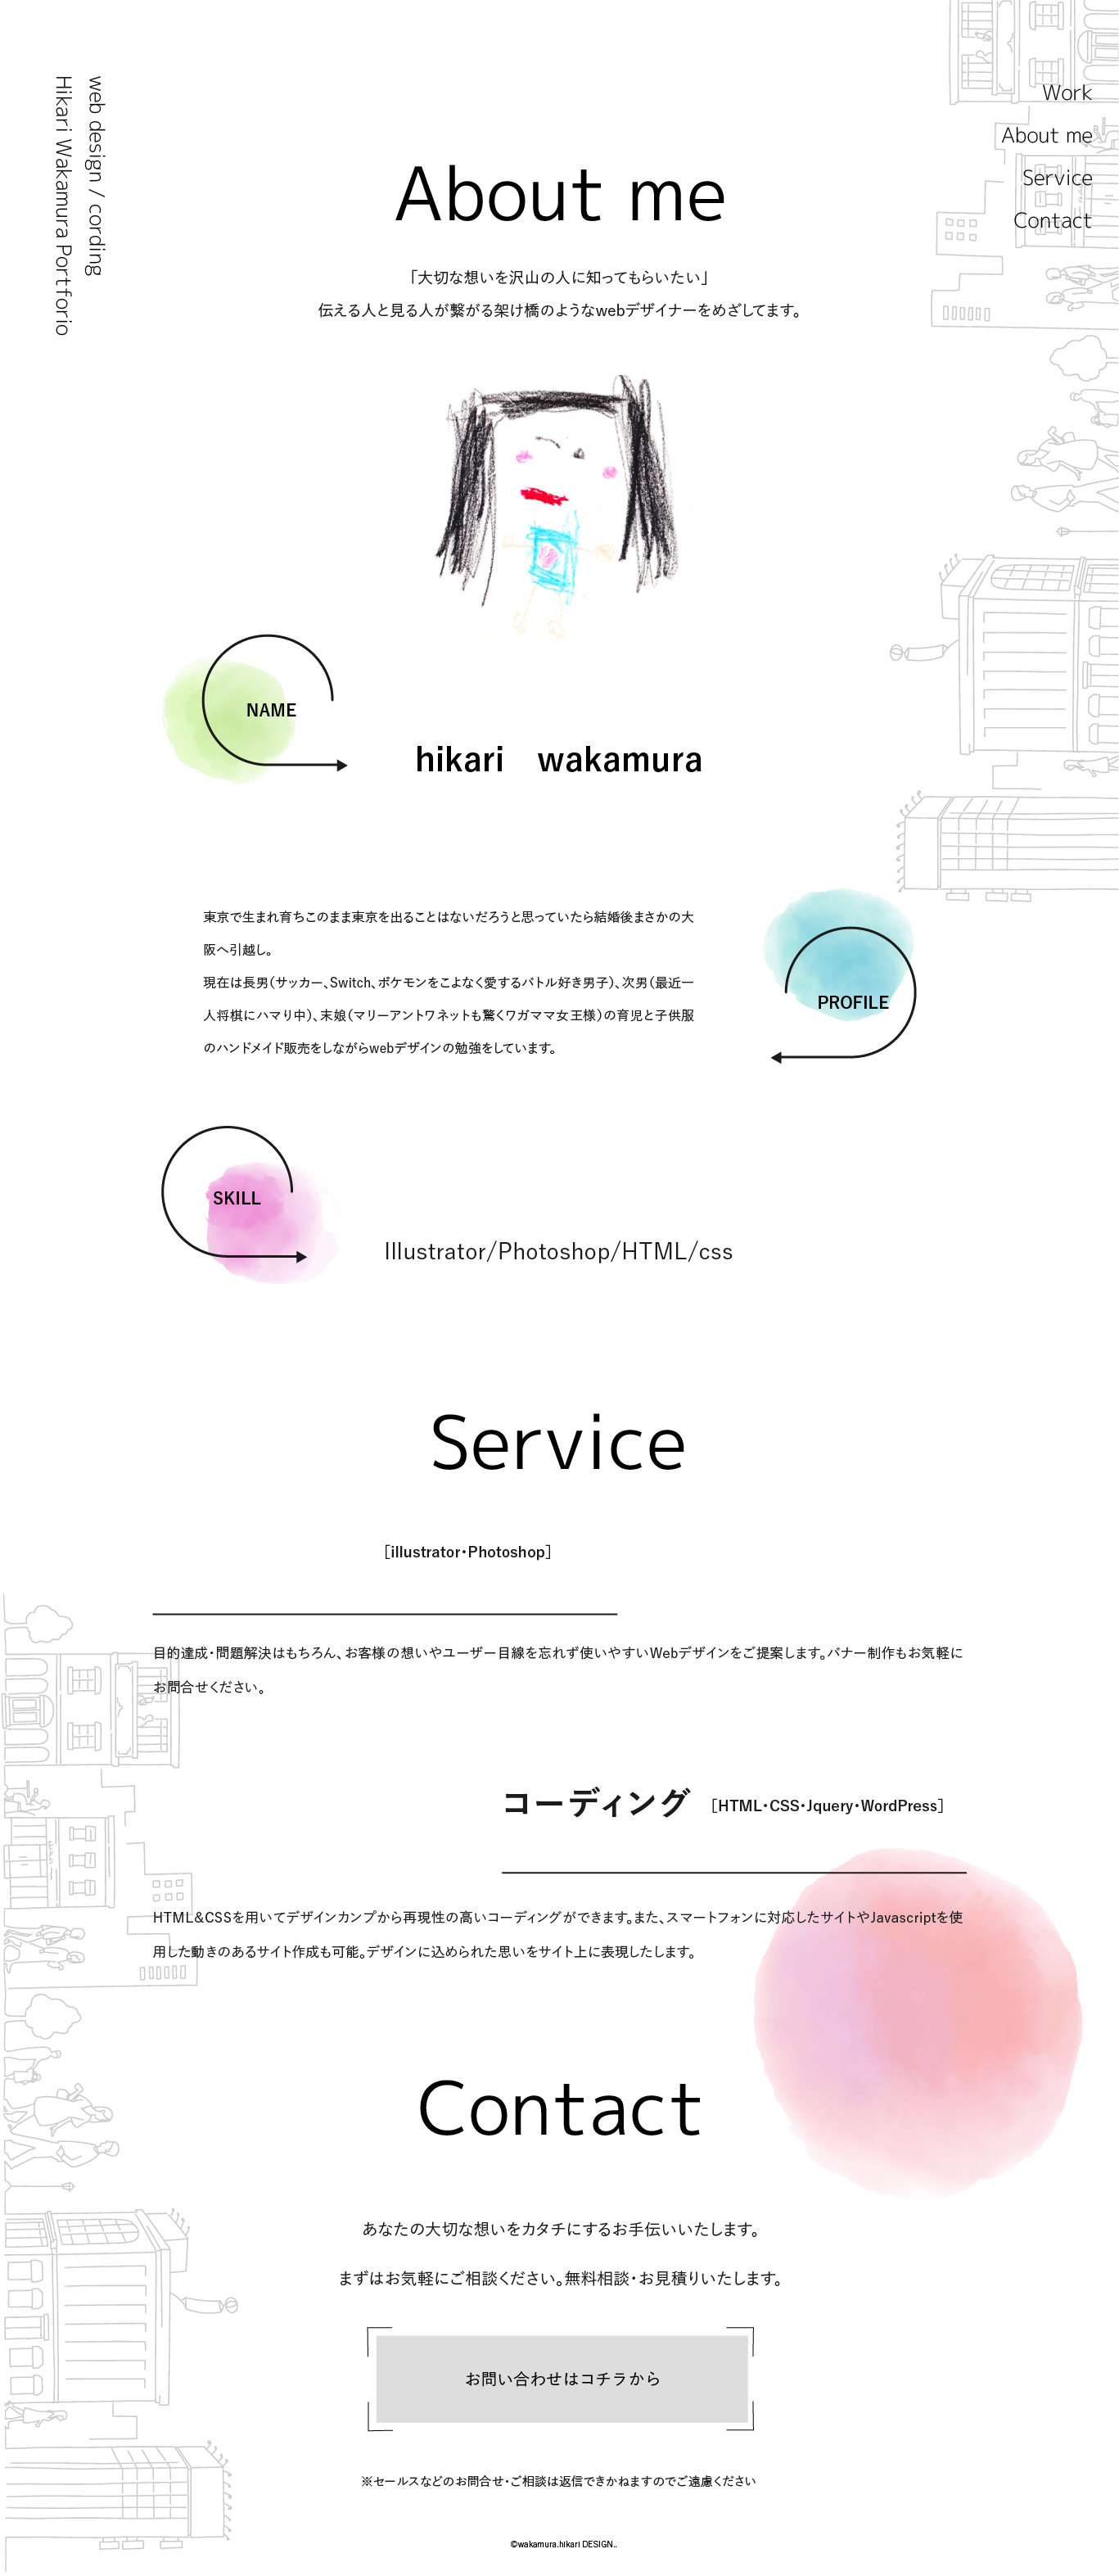 web design / cording
Hikari Wakamura Portforio
Work
About me
Service
Contact
About me
「大切な想いを沢山の人に知ってもらいたい」
伝える人と見る人が繋がる架け橋のようなwebデザイナーをめざしてます。
NAME
hikari　wakamura
東京で生まれ育ちこのまま東京を出ることはないだろうと思っていたら結婚後まさかの大
阪へ引越し。
現在は長男（サッカー、Switch、ポケモンをこよなく愛するバトル好き男子）、次男（最近一
人将棋にハマり中）、末娘（マリーアントワネットも驚くワガママ女王様）の育児と子供服
のハンドメイド販売をしながらwebデザインの勉強をしています。
PROFILE
SKILL
Illustrator/Photoshop/HTML/css
Service
［illustrator・Photoshop］
目的達成・問題解決はもちろん、お客様の想いやユーザー目線を忘れず使いやすいWebデザインをご提案します。バナー制作もお気軽に
お問合せください。
コーディング ［HTML・CSS・Jquery・WordPress］
HTML&CSSを用いてデザインカンプから再現性の高いコーディングができます。また、スマートフォンに対応したサイトやJavascriptを使
用した動きのあるサイト作成も可能。デザインに込められた思いをサイト上に表現したします。
Contact
あなたの大切な想いをカタチにするお手伝いいたします。
まずはお気軽にご相談ください。無料相談・お見積りいたします。
お問い合わせはコチラから
※セールスなどのお問合せ・ご相談は返信できかねますのでご遠慮ください
©wakamura.hikari DESIGN..